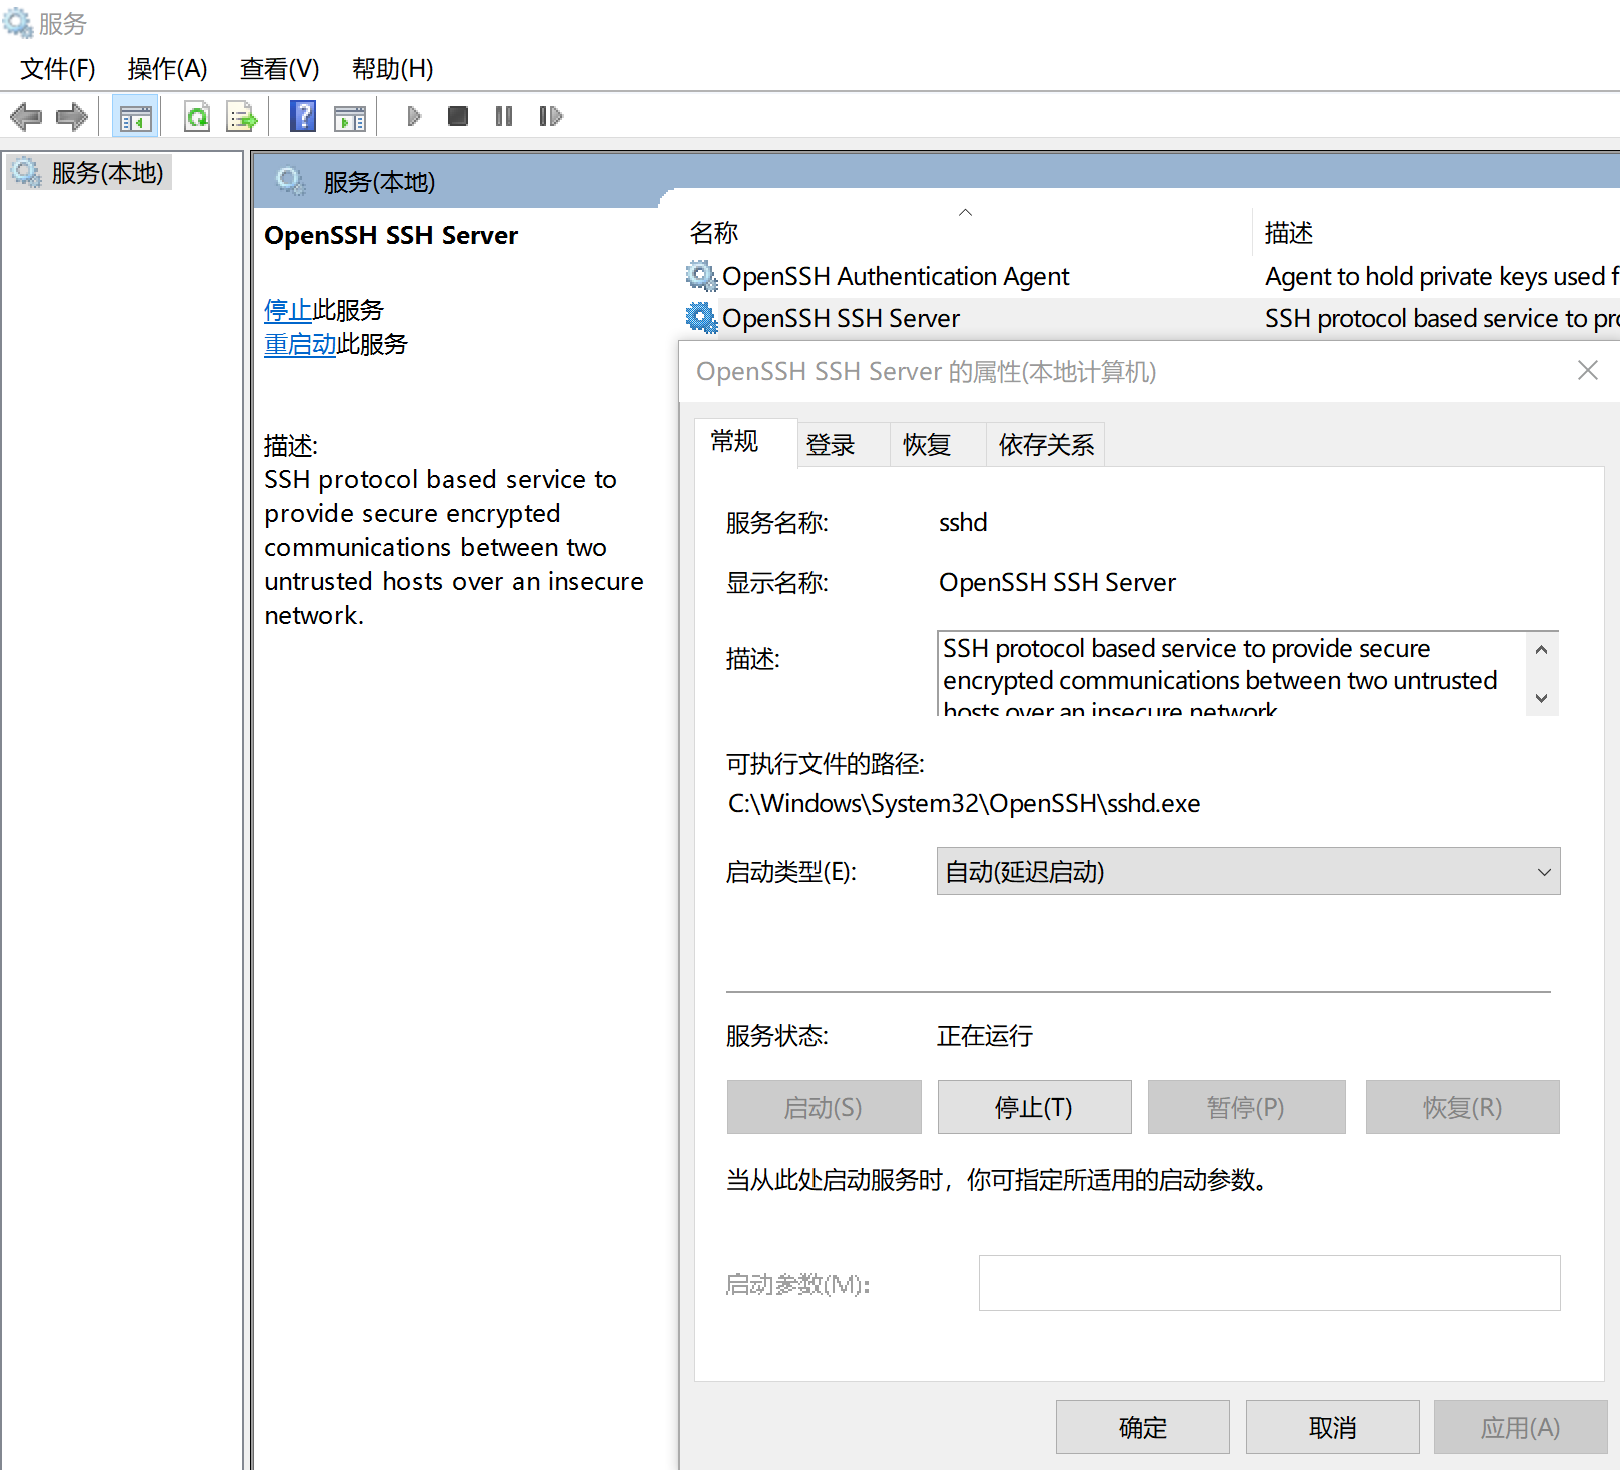 服务
文件(F) 操作(A) 查看(V) 帮助(H)
服务(本地)
服务(本地)
OpenSSH SSH Server
停止此服务
重启动此服务
描述:
SSH protocol based service to
provide secure encrypted
communications between two
untrusted hosts over an insecure
network.
名称 描述
OpenSSH Authentication Agent Agent to hold private keys used f
OpenSSH SSH Server SSH protocol based service to pro
OpenSSH SSH Server 的属性(本地计算机)
常规 登录 恢复 依存关系
服务名称: sshd
显示名称: OpenSSH SSH Server
描述:
SSH protocol based service to provide secure
encrypted communications between two untrusted
hosts over an insecure network.
可执行文件的路径:
C:\Windows\System32\OpenSSH\sshd.exe
启动类型(E): 自动(延迟启动)
服务状态: 正在运行
启动(S) 停止(T) 暂停(P) 恢复(R)
当从此处启动服务时，你可指定所适用的启动参数。
启动参数(M):
确定 取消 应用(A)